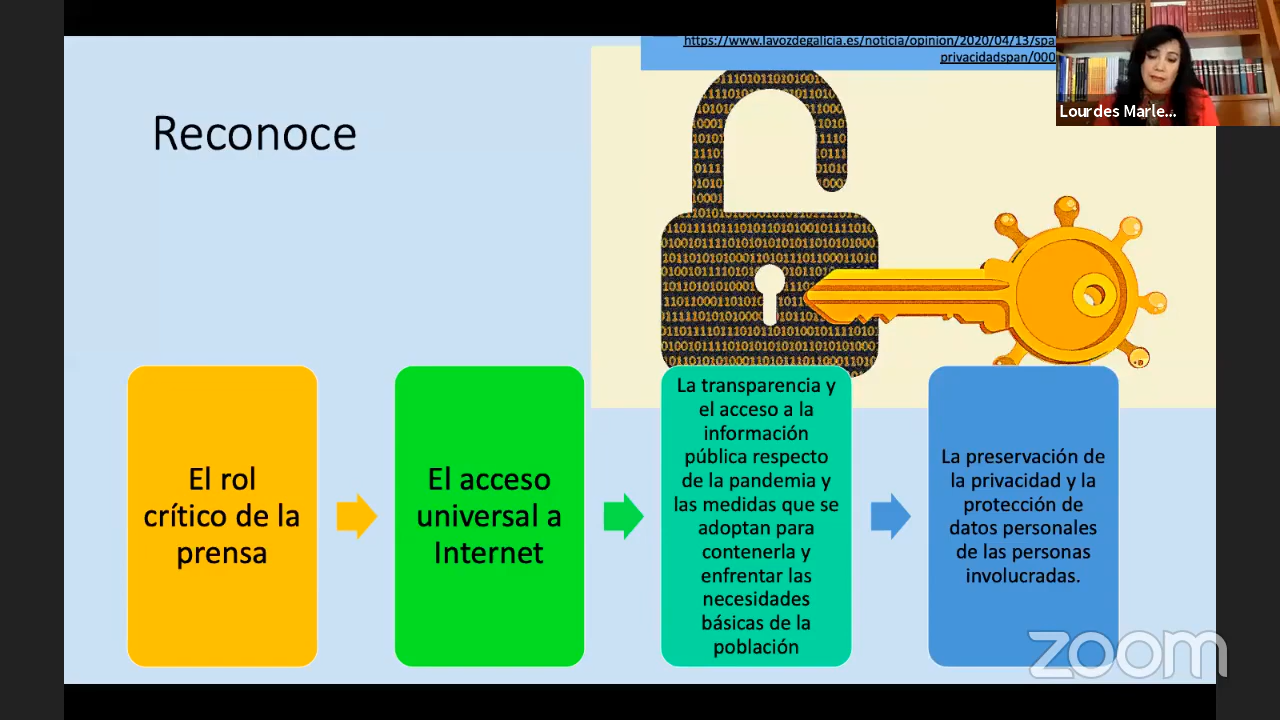 https://www.lavozdegalicia.es/noticia/opinion/2020/04/13/spa
privacidadspan/000
Lourdes Marle...
Reconoce
El rol
crítico de la
prensa
El acceso
universal a
Internet
La transparencia y
el acceso a la
información
pública respecto
de la pandemia y
las medidas que se
adoptan para
contenerla y
enfrentar las
necesidades
básicas de la
población
La preservación de
la privacidad y la
protección de
datos personales
de las personas
involucradas.
zoom